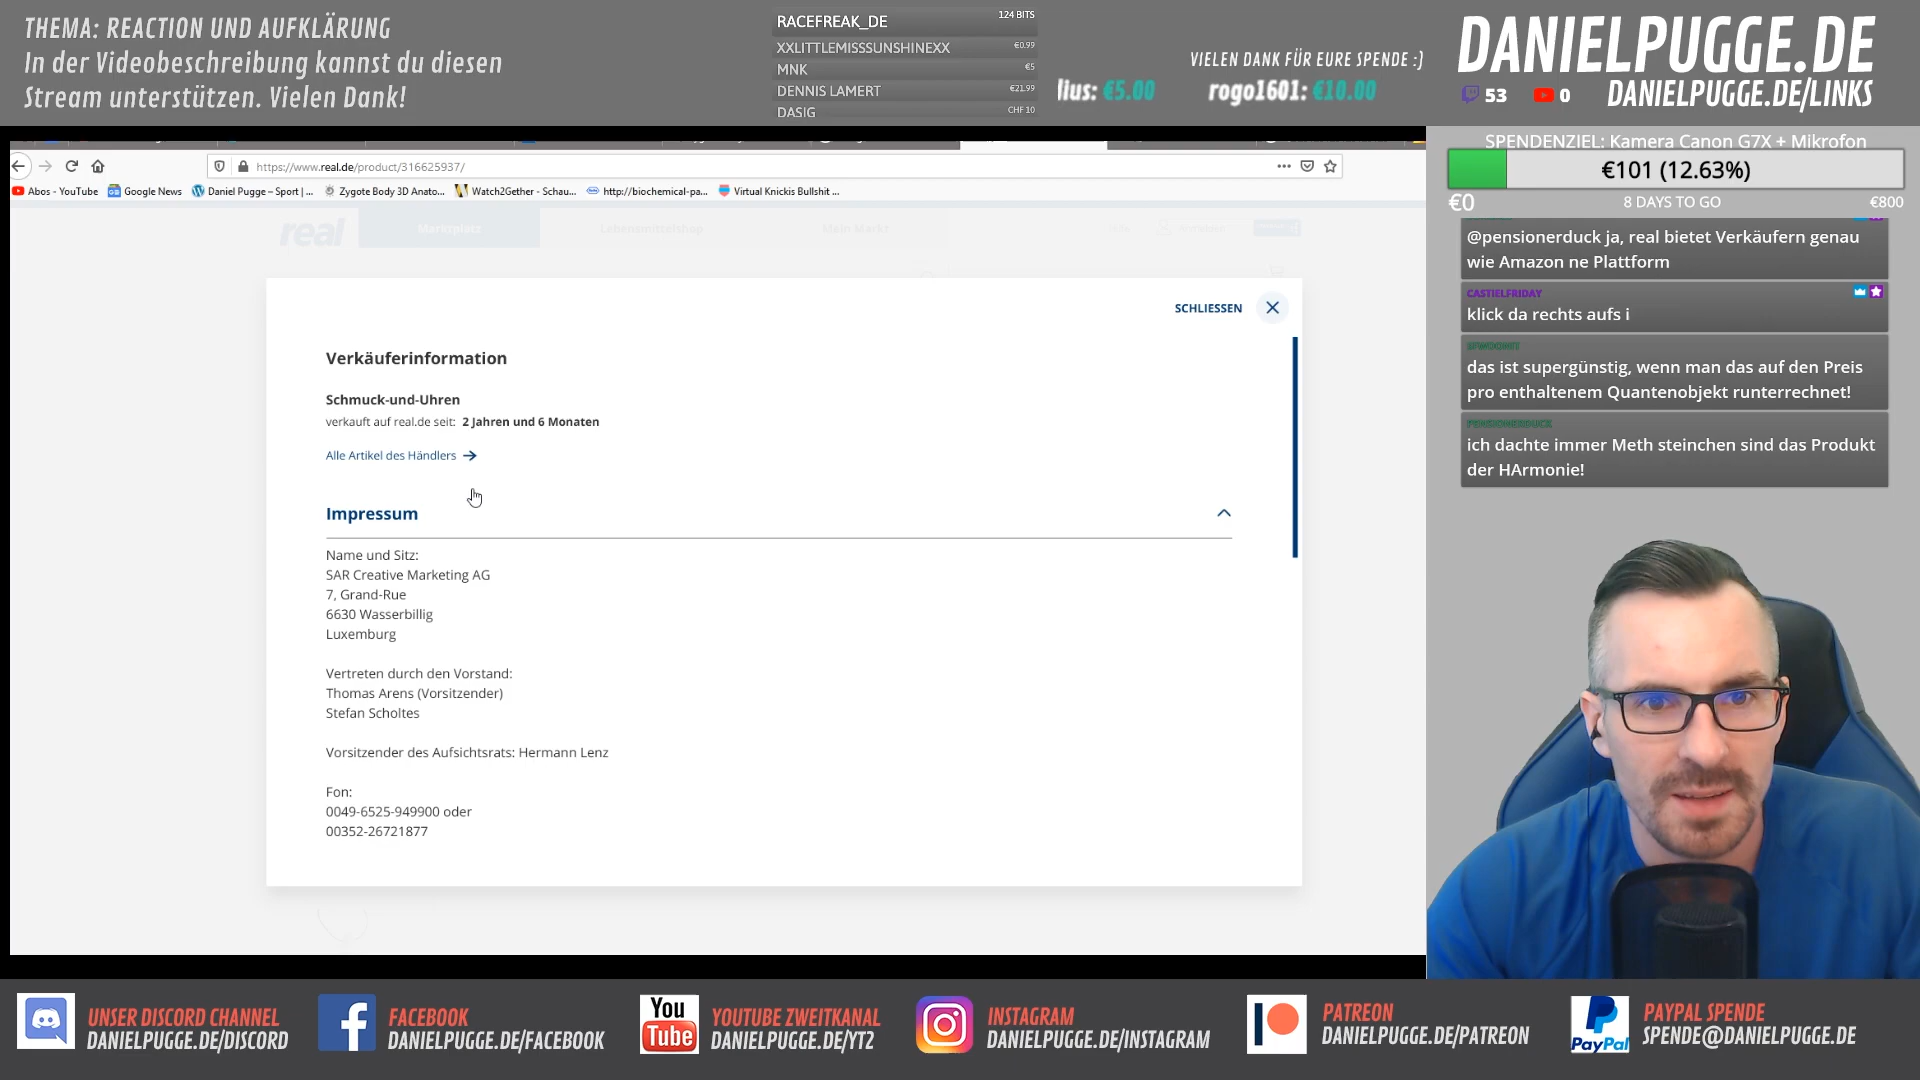 THEMA: REACTION UND AUFKLÄRUNG
In der Videobeschreibung kannst du diesen
Stream unterstützen. Vielen Dank!
RACEFREAK_DE 124 BITS
XXLITTLEMISSSUNSHINEXX €0.99
MNK €5
DENNIS LAMERT €21.99
DASIG CHF 10
VIELEN DANK FÜR EURE SPENDE :)
lius: €5.00 rogo1601: €10.00
DANIELPUGGE.DE
53 0 DANIELPUGGE.DE/LINKS
https://www.real.de/product/316625937/
Abos - YouTube Google News Daniel Pugge – Sport | ... Zygote Body 3D Anato... Watch2Gether - Schau... http://biochemical-pa... Virtual Knickis Bullshit ...
real Marktplatz Lebensmittelshop Mein Markt
SCHLIESSEN
Verkäuferinformation
Schmuck-und-Uhren
verkauft auf real.de seit: 2 Jahren und 6 Monaten
Alle Artikel des Händlers
Impressum
Name und Sitz:
SAR Creative Marketing AG
7, Grand-Rue
6630 Wasserbillig
Luxemburg
Vertreten durch den Vorstand:
Thomas Arens (Vorsitzender)
Stefan Scholtes
Vorsitzender des Aufsichtsrats: Hermann Lenz
Fon:
0049-6525-949900 oder
00352-26721877
SPENDENZIEL: Kamera Canon G7X + Mikrofon
€101 (12.63%)
€0 8 DAYS TO GO €800
@pensionerduck ja, real bietet Verkäufern genau
wie Amazon ne Plattform
CASTIELFRIDAY
klick da rechts aufs i
das ist supergünstig, wenn man das auf den Preis
pro enthaltenem Quantenobjekt runterrechnet!
PENSIONERDUCK
ich dachte immer Meth steinchen sind das Produkt
der HArmonie!
UNSER DISCORD CHANNEL
DANIELPUGGE.DE/DISCORD
FACEBOOK
DANIELPUGGE.DE/FACEBOOK
You
Tube
YOUTUBE ZWEITKANAL
DANIELPUGGE.DE/YT2
INSTAGRAM
DANIELPUGGE.DE/INSTAGRAM
PATREON
DANIELPUGGE.DE/PATREON
PayPal
PAYPAL SPENDE
SPENDE@DANIELPUGGE.DE